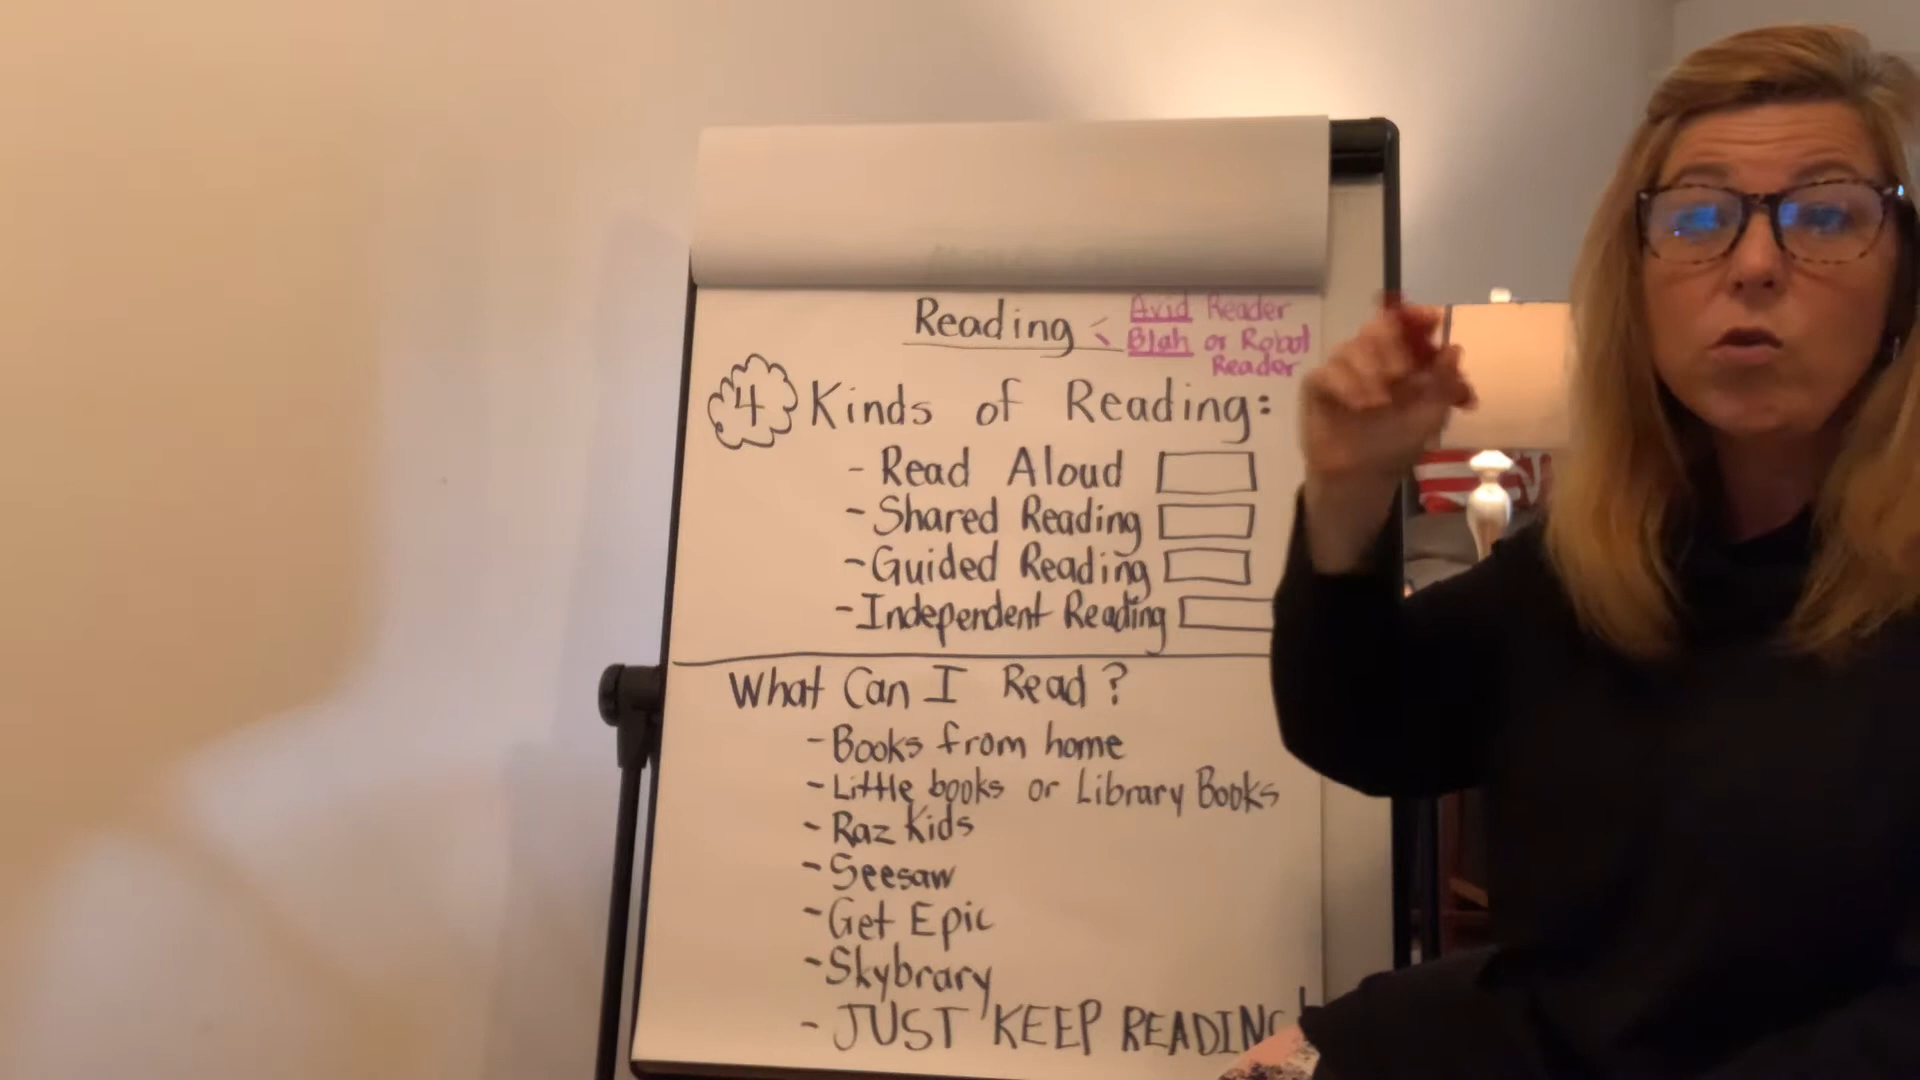 Reading < Avid Reader
Blah or Robot
Reader
4 Kinds of Reading:
- Read Aloud
- Shared Reading
- Guided Reading
- Independent Reading
What Can I Read?
- Books from home
- Little books or Library Books
- Raz Kids
- Seesaw
- Get Epic
- Skybrary
- JUST KEEP READING!